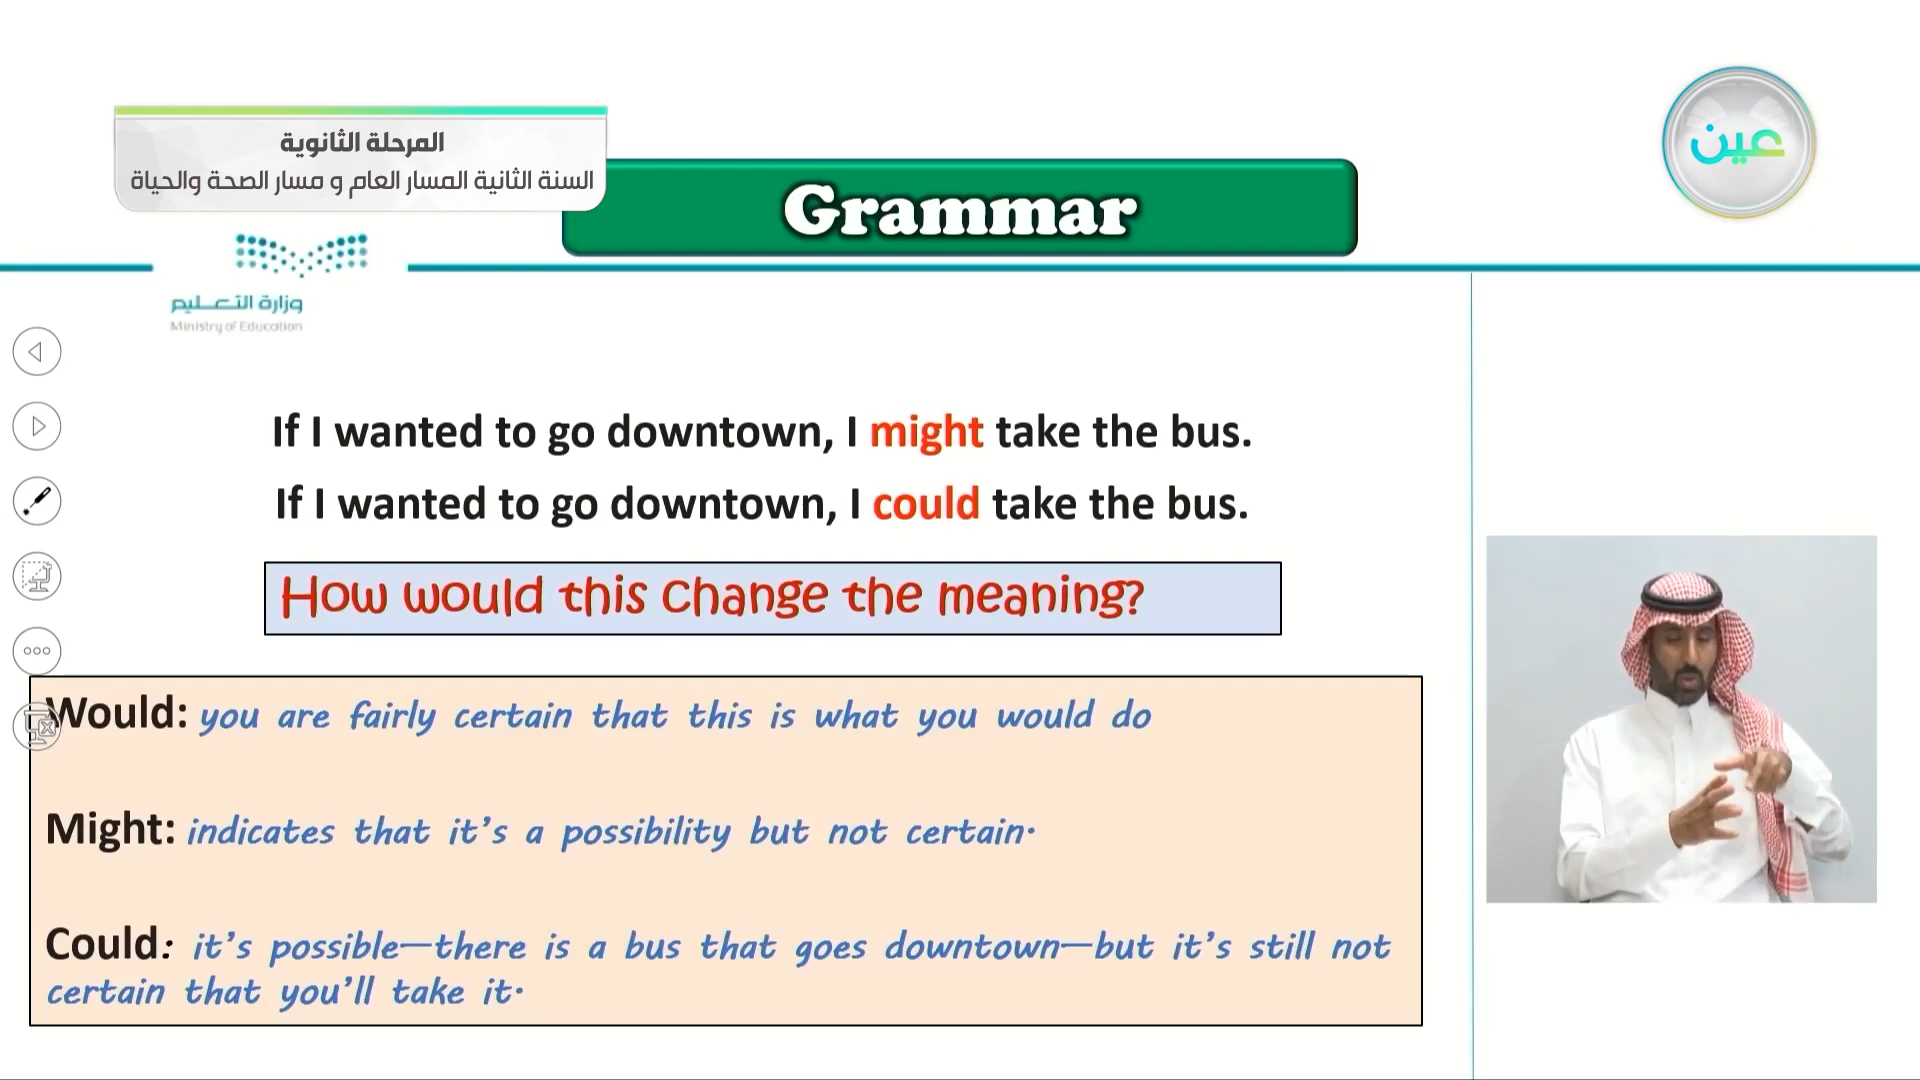 المرحلة الثانوية
السنة الثانية المسار العام و مسار الصحة والحياة
عين
Grammar
وزارة التعليم
Ministry of Education
If I wanted to go downtown, I might take the bus.
If I wanted to go downtown, I could take the bus.
How would this change the meaning?
Would: you are fairly certain that this is what you would do
Might: indicates that it's a possibility but not certain.
Could: it's possible—there is a bus that goes downtown—but it's still not
certain that you'll take it.